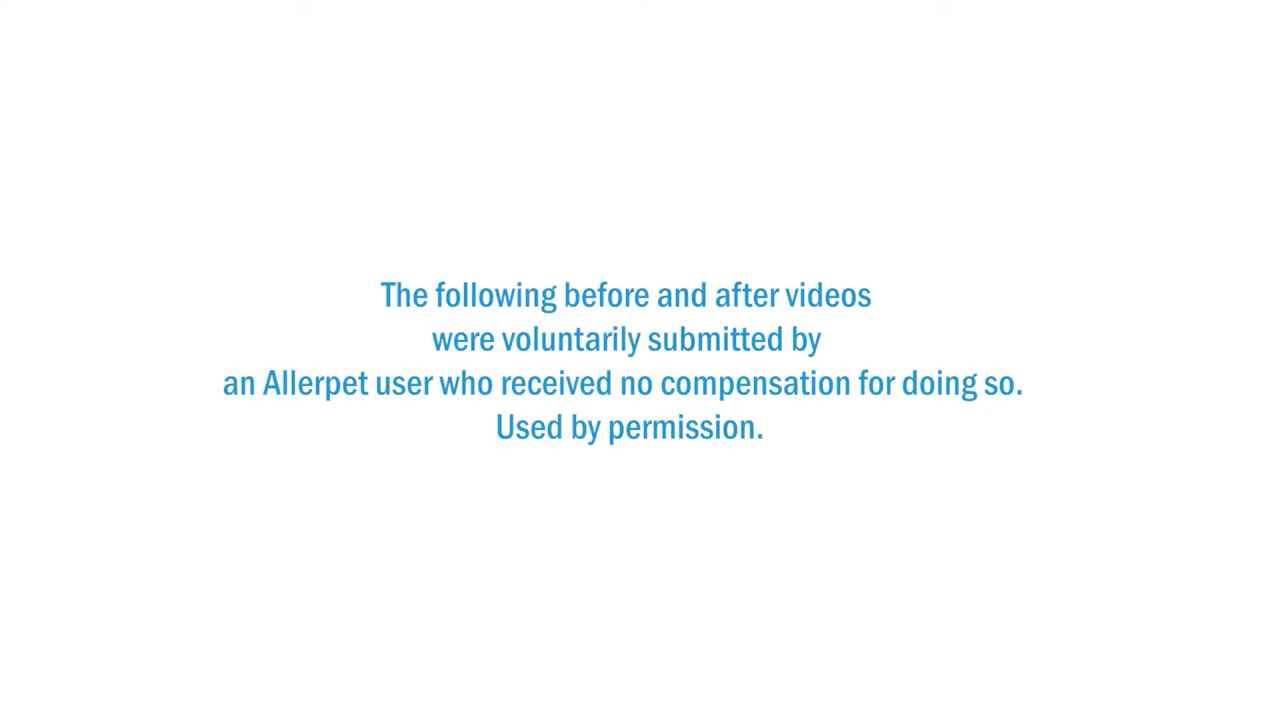 The following before and after videos
were voluntarily submitted by
an Allerpet user who received no compensation for doing so.
Used by permission.